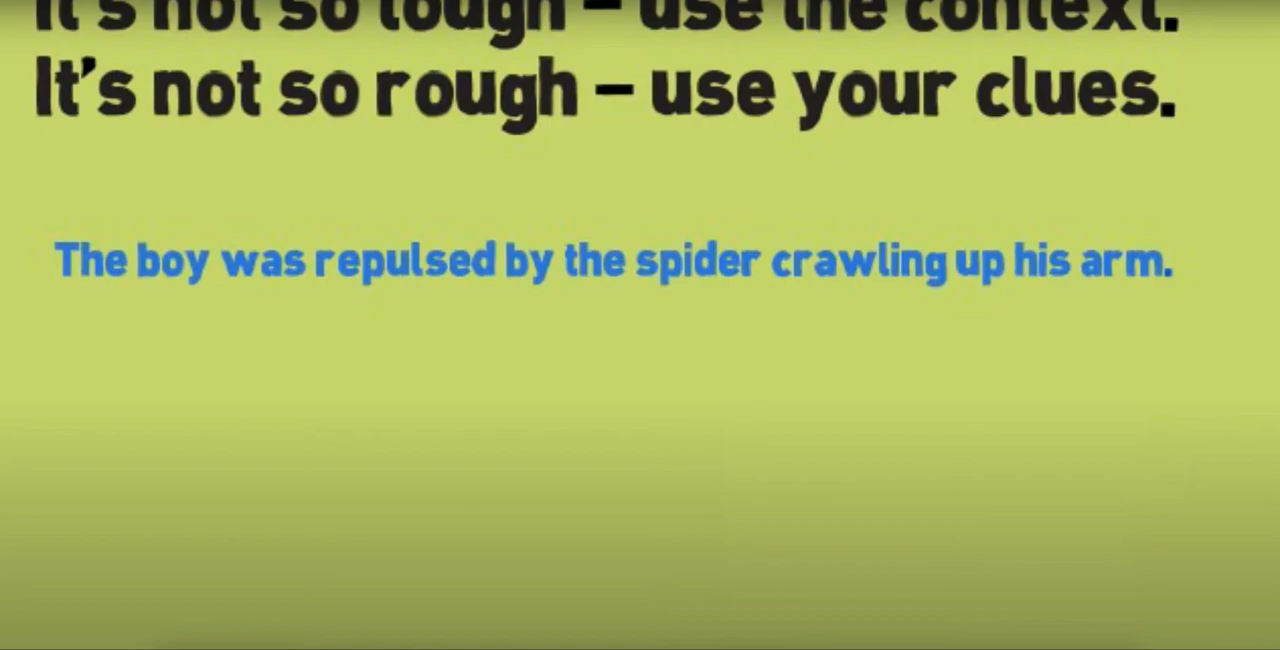 It's not so tough – use the context.
It's not so rough – use your clues.
The boy was repulsed by the spider crawling up his arm.